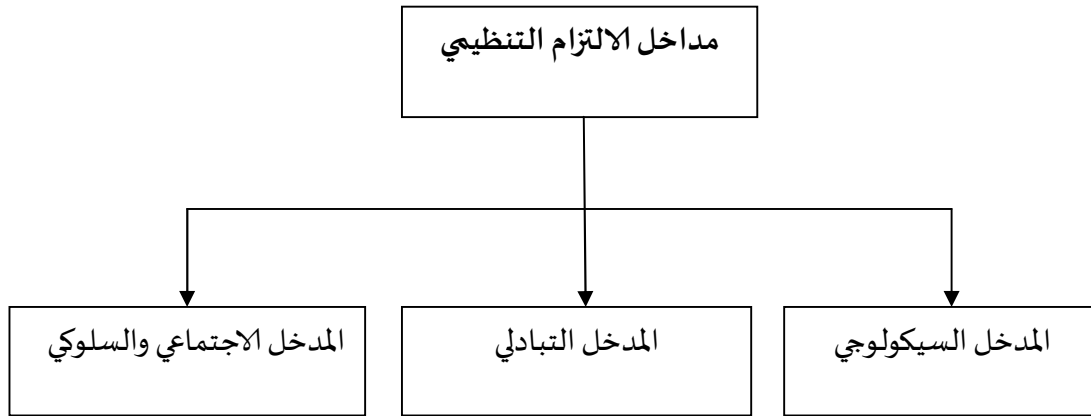 مداخل الالتزام التنظيمي
المدخل السيكولوجي
المدخل التبادلي
المدخل الاجتماعي والسلوكي